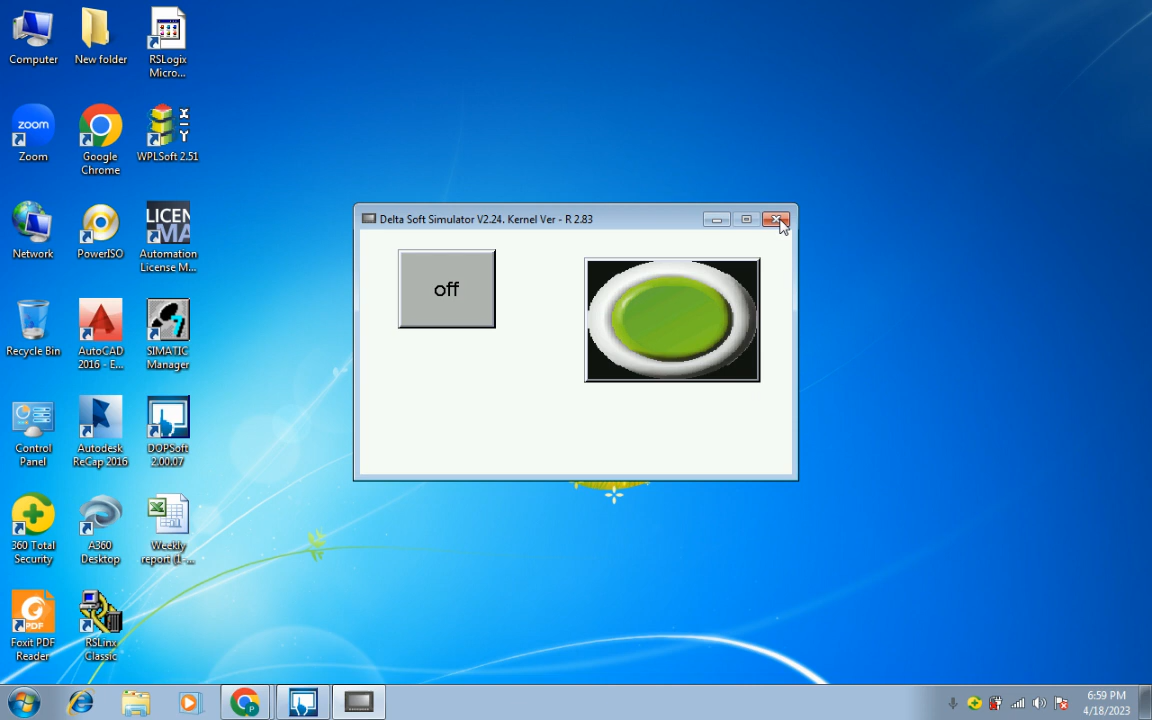 Computer
New folder
RSLogix
Micro...
zoom
Zoom
Google
Chrome
X
Y
WPLSoft 2.51
Network
PowerISO
LICEN
MA
Automation
License M...
Recycle Bin
AutoCAD
2016 - E...
SIMATIC
Manager
Control
Panel
Autodesk
ReCap 2016
DOPSoft
2.00.07
360 Total
Security
A360
Desktop
Weekly
report (E-...
Foxit PDF
Reader
RSLinx
Classic
Delta Soft Simulator V2.24. Kernel Ver - R 2.83
off
6:59 PM
4/18/2023